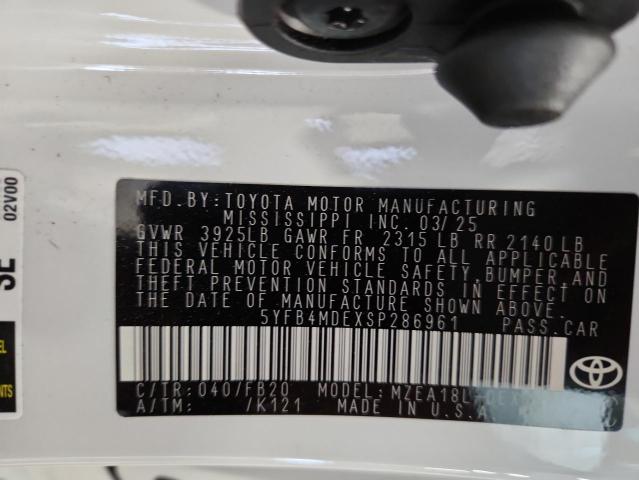 MFD.BY:TOYOTA MOTOR MANUFACTURING
MISSISSIPPI INC. 03/25
GVWR 3925LB GAWR FR 2315 LB RR 2140 LB
THIS VEHICLE CONFORMS TO ALL APPLICABLE
FEDERAL MOTOR VEHICLE SAFETY, BUMPER, AND
THEFT PREVENTION STANDARDS IN EFFECT ON
THE DATE OF MANUFACTURE SHOWN ABOVE.
5YFB4MDEXSP286961 PASS.CAR
C/TR: 040/FB20 MODEL:
A/TM: /K121 MADE IN U.S.A
TOYOTA
SE
02V00